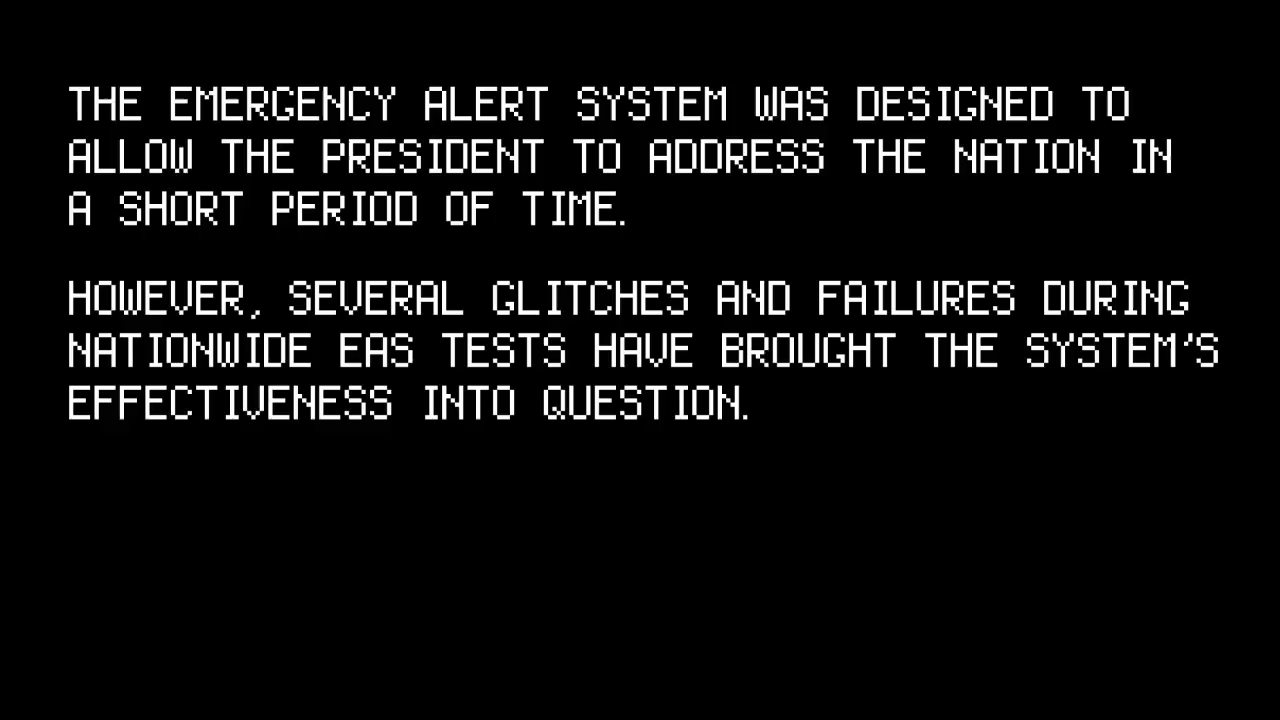 THE EMERGENCY ALERT SYSTEM WAS DESIGNED TO
ALLOW THE PRESIDENT TO ADDRESS THE NATION IN
A SHORT PERIOD OF TIME.
HOWEVER, SEVERAL GLITCHES AND FAILURES DURING
NATIONWIDE EAS TESTS HAVE BROUGHT THE SYSTEM'S
EFFECTIVENESS INTO QUESTION.